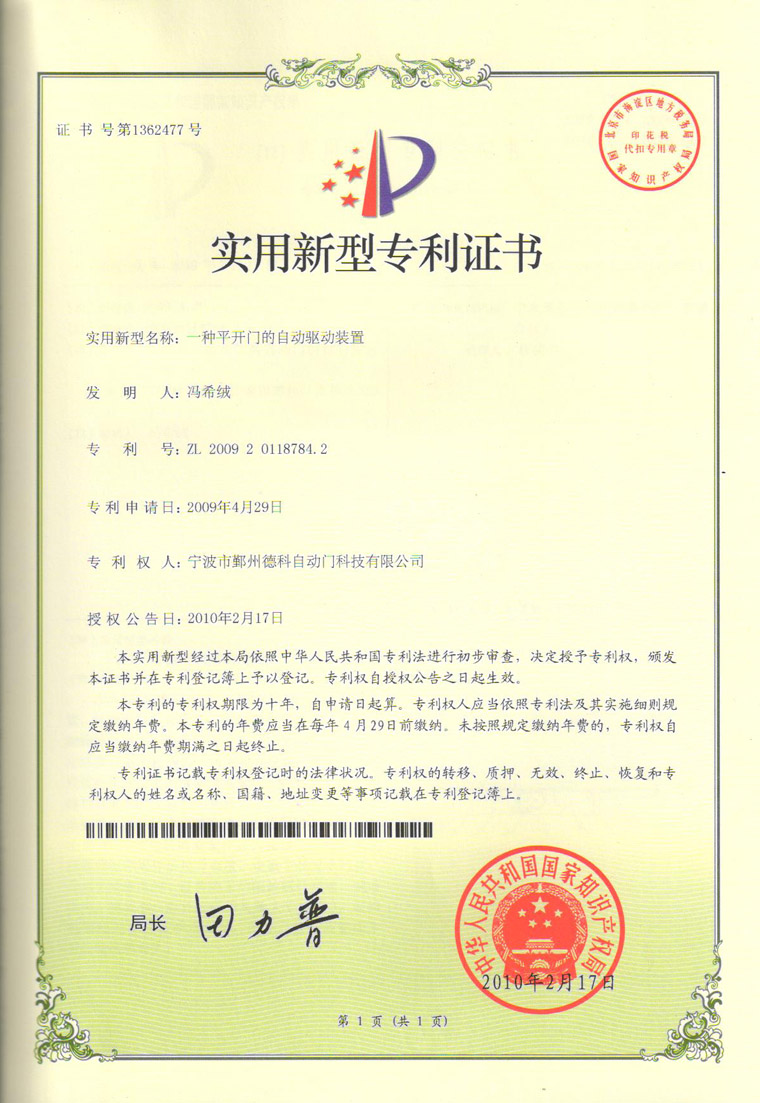 证书号第1362477号
北京市海淀区地方税务局
印花税
代扣专用章
国家知识产权局
实用新型专利证书
实用新型名称：一种平开门的自动驱动装置
发明人：冯希绒
专利号：ZL 2009 2 0118784.2
专利申请日：2009年4月29日
专利权人：宁波市鄞州德科自动门科技有限公司
授权公告日：2010年2月17日
本实用新型经过本局依照中华人民共和国专利法进行初步审查，决定授予专利权，颁发
本证书并在专利登记簿上予以登记。专利权自授权公告之日起生效。
本专利的专利权期限为十年，自申请日起算。专利权人应当依照专利法及其实施细则规
定缴纳年费。本专利的年费应当在每年4月29日前缴纳。未按照规定缴纳年费的，专利权自
应当缴纳年费期满之日起终止。
专利证书记载专利权登记时的法律状况。专利权的转移、质押、无效、终止、恢复和专
利权人的姓名或名称、国籍、地址变更等事项记载在专利登记簿上。
局长
田力普
中华人民共和国国家知识产权局
2010年2月17日
第1页（共1页）